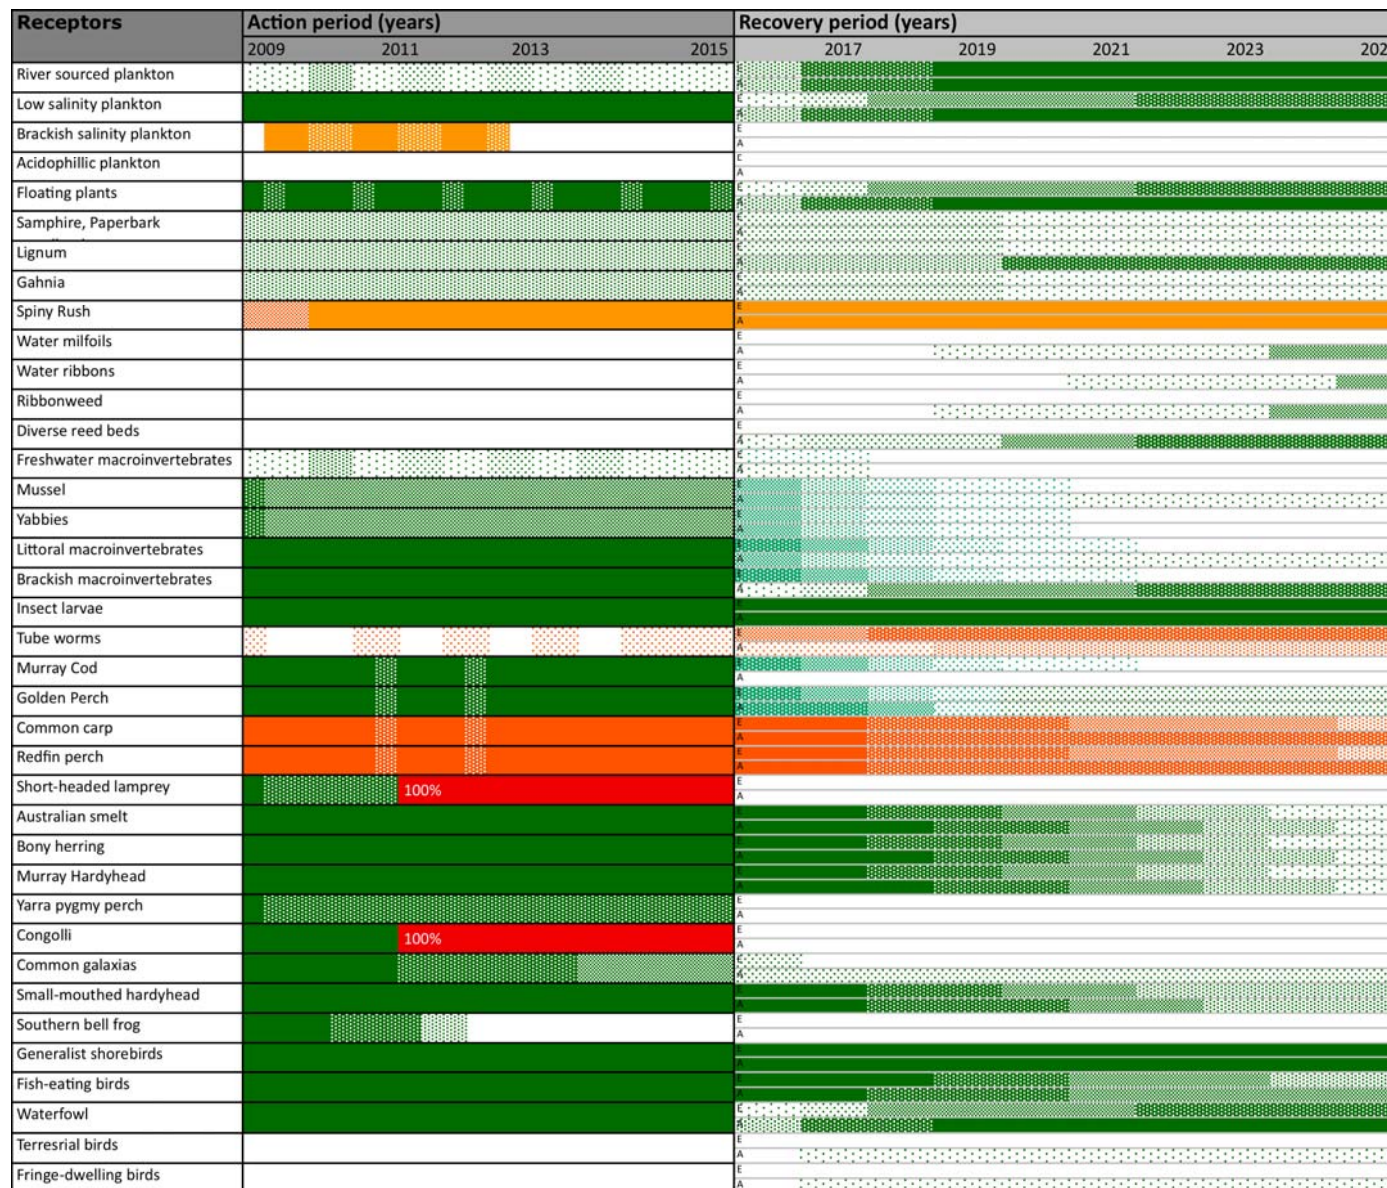 Receptors Action period (years) Recovery period (years)
2009 2011 2013 2015 2017 2019 2021 2023 202
River sourced plankton E
A
Low salinity plankton E
A
Brackish salinity plankton E
A
Acidophillic plankton E
A
Floating plants E
A
Samphire, Paperbark E
A
Lignum E
A
Gahnia E
A
Spiny Rush E
A
Water milfoils E
A
Water ribbons E
A
Ribbonweed E
A
Diverse reed beds E
A
Freshwater macroinvertebrates E
A
Mussel E
A
Yabbies E
A
Littoral macroinvertebrates E
A
Brackish macroinvertebrates E
A
Insect larvae E
A
Tube worms E
A
Murray Cod E
A
Golden Perch E
A
Common carp E
A
Redfin perch E
A
Short-headed lamprey 100% E
A
Australian smelt E
A
Bony herring E
A
Murray Hardyhead E
A
Yarra pygmy perch E
A
Congolli 100% E
A
Common galaxias E
A
Small-mouthed hardyhead E
A
Southern bell frog E
A
Generalist shorebirds E
A
Fish-eating birds E
A
Waterfowl E
A
Terresrial birds E
A
Fringe-dwelling birds E
A